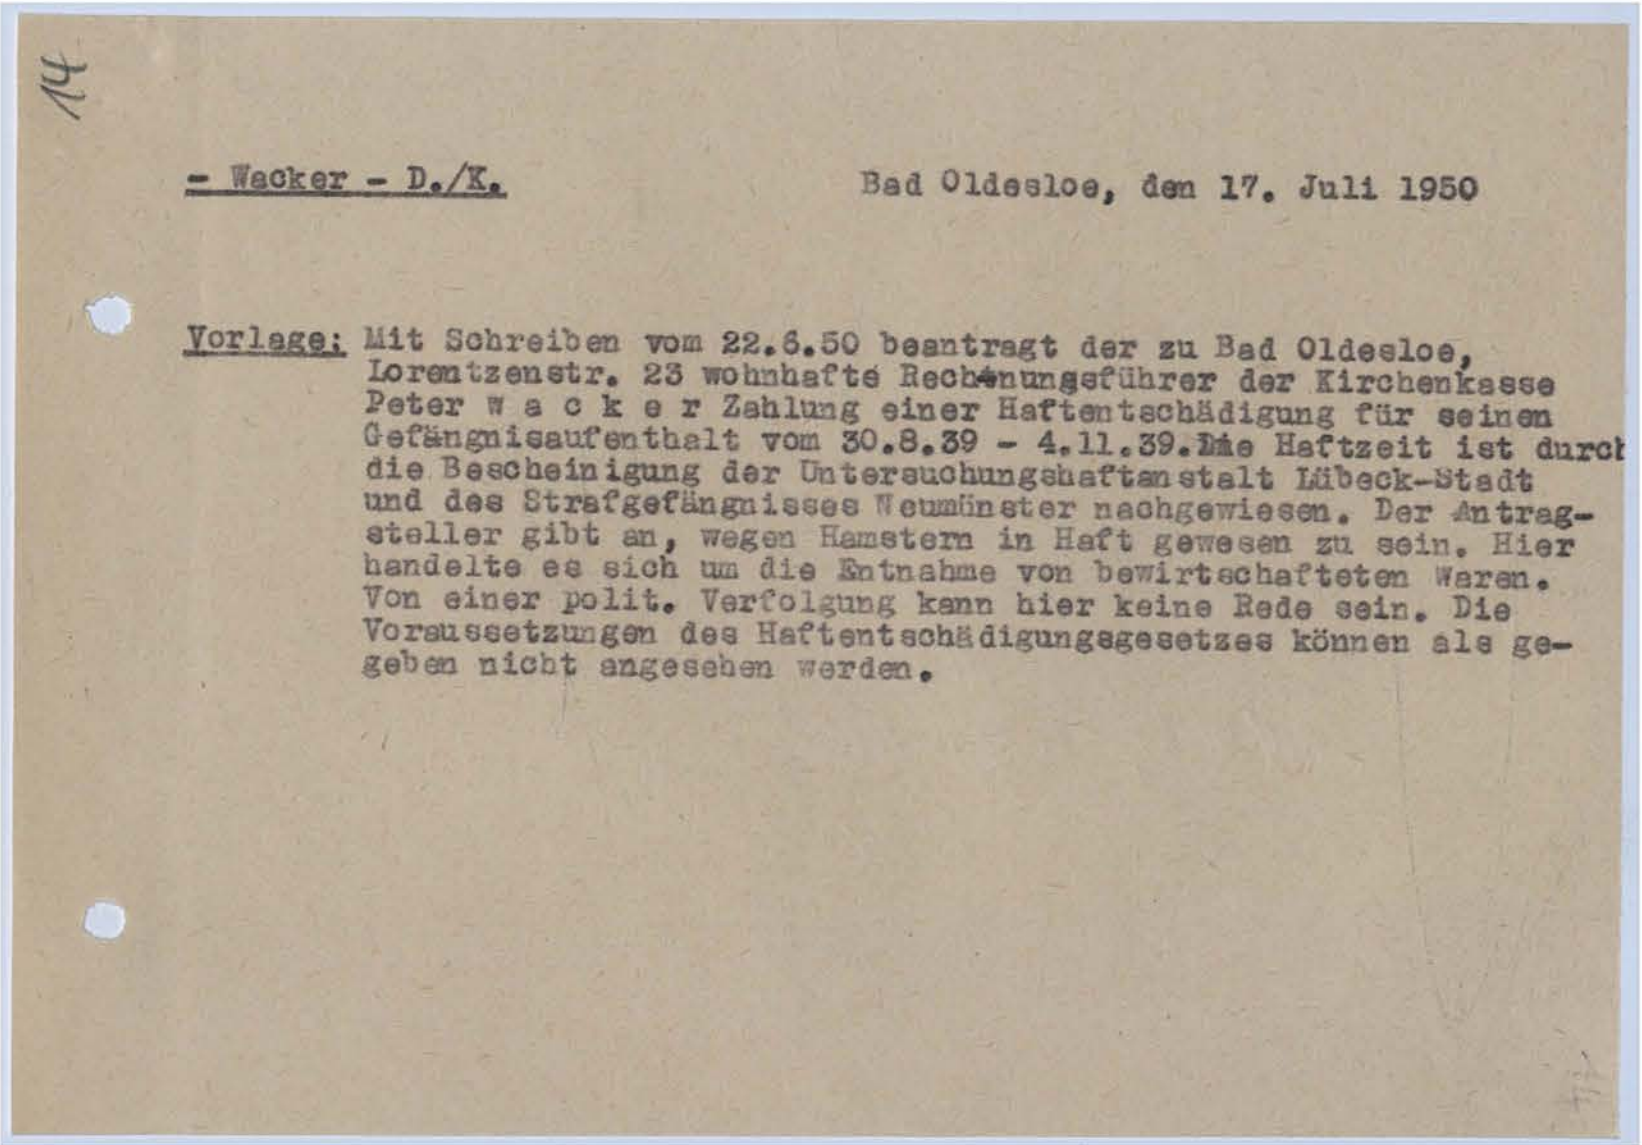 14
- Wacker - D./K.
Bad Oldesloe, den 17. Juli 1950
Vorlage: Mit Schreiben vom 22.6.50 beantragt der zu Bad Oldesloe,
Lorentzenstr. 23 wohnhafte Rechnungsführer der Kirchenkasse
Peter W a c k e r Zahlung einer Haftentschädigung für seinen
Gefängnisaufenthalt vom 30.8.39 - 4.11.39. Die Haftzeit ist durch
die Bescheinigung der Untersuchungshaftanstalt Lübeck-Stadt
und des Strafgefängnisses Neumünster nachgewiesen. Der Antrag-
steller gibt an, wegen Hamstern in Haft gewesen zu sein. Hier
handelte es sich um die Entnahme von bewirtschafteten Waren.
Von einer polit. Verfolgung kann hier keine Rede sein. Die
Voraussetzungen des Haftentschädigungsgesetzes können als ge-
geben nicht angesehen werden.